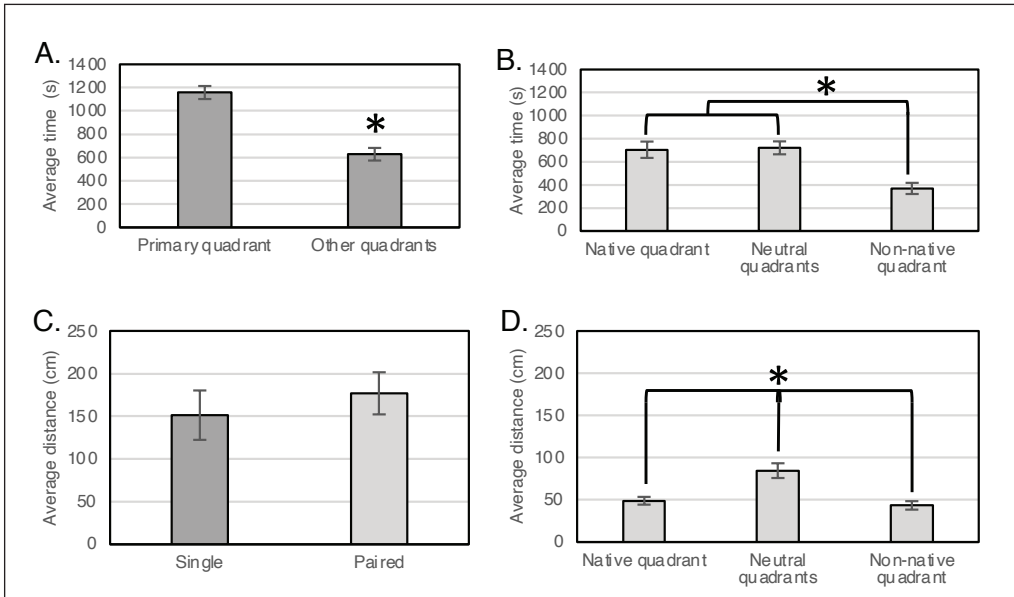 A.
Average time (s)
1400
1200
1000
800
600
400
200
0
*
Primary quadrant
Other quadrants
B.
Average time (s)
1400
1200
1000
800
600
400
200
0
*
Native quadrant
Neutral
quadrants
Non-native
quadrant
C.
Average distance (cm)
250
200
150
100
50
0
Single
Paired
D.
Average distance (cm)
250
200
150
100
50
0
*
Native quadrant
Neutral
quadrants
Non-native
quadrant